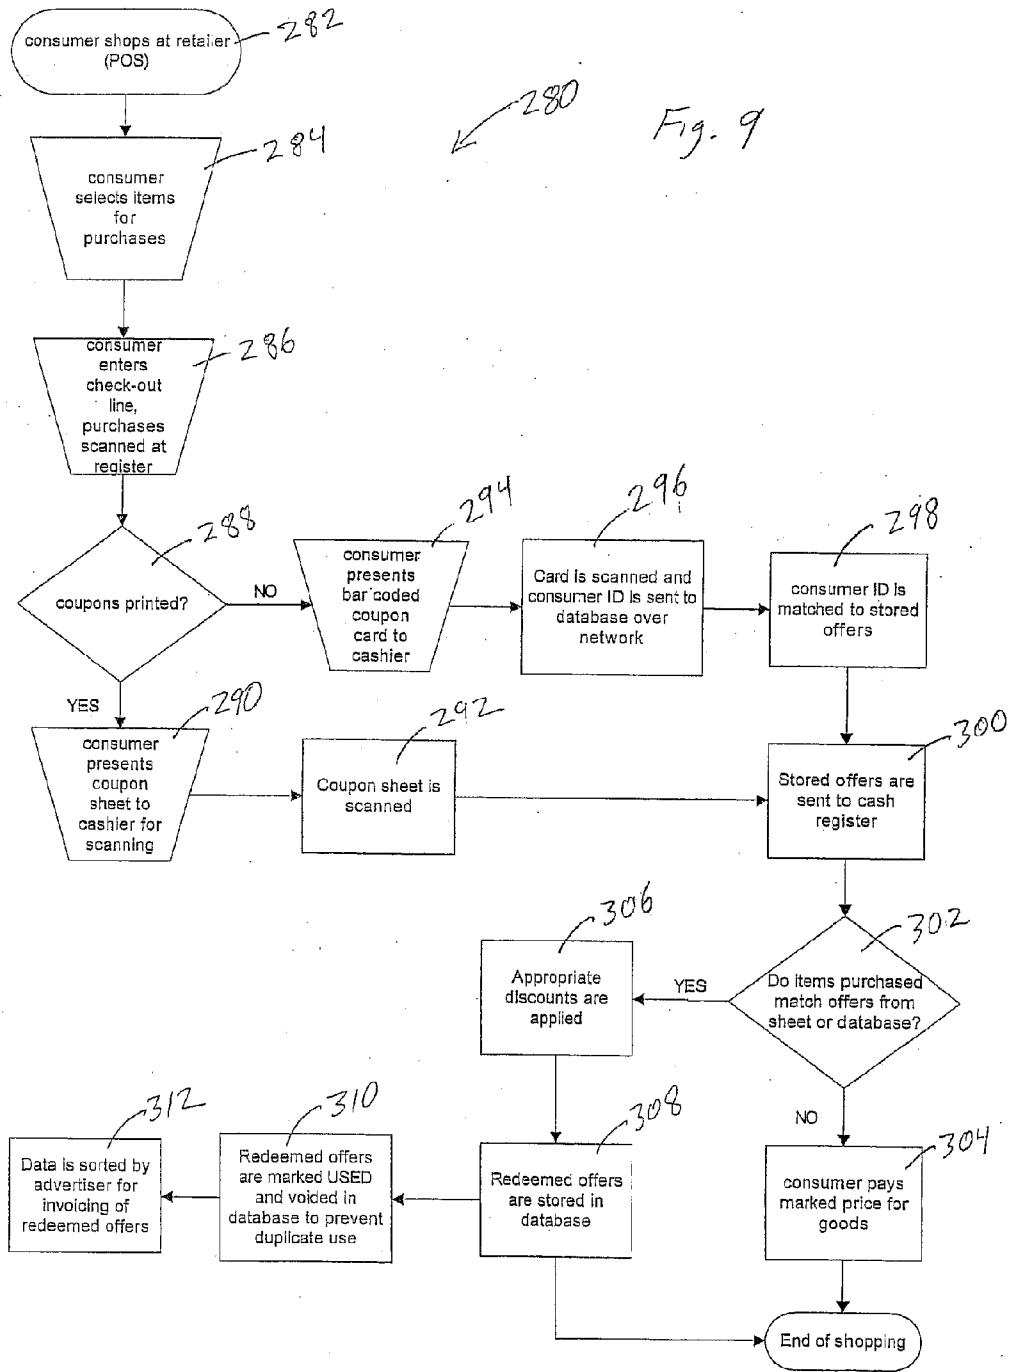 consumer shops at retailer
(POS)
282
280
Fig. 9
consumer
selects items
for
purchases
284
consumer
enters
check-out
line,
purchases
scanned at
register
286
coupons printed?
288
NO
consumer
presents
bar coded
coupon
card to
cashier
294
Card is scanned and
consumer ID is sent to
database over
network
296
consumer ID is
matched to stored
offers
298
YES
consumer
presents
coupon
sheet to
cashier for
scanning
290
Coupon sheet is
scanned
292
Stored offers are
sent to cash
register
300
Do items purchased
match offers from
sheet or database?
302
YES
Appropriate
discounts are
applied
306
NO
consumer pays
marked price for
goods
304
Redeemed offers
are stored in
database
308
Redeemed offers
are marked USED
and voided in
database to prevent
duplicate use
310
Data is sorted by
advertiser for
invoicing of
redeemed offers
312
End of shopping